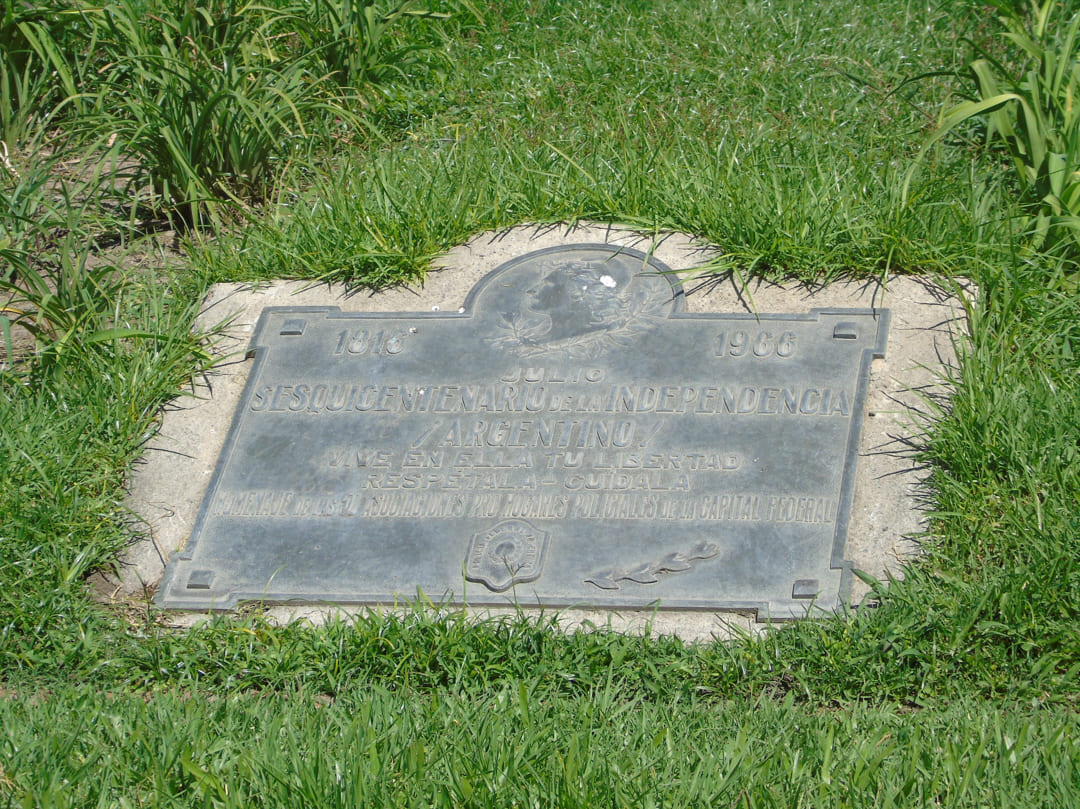 1816 1966
JULIO
SESQUICENTENARIO DE LA INDEPENDENCIA
¡ARGENTINO!
VIVE EN ELLA TU LIBERTAD
RESPETALA - CUIDALA
HOMENAJE DE LAS ASOCIACIONES PRO HOGARES POLICIALES DE LA CAPITAL FEDERAL